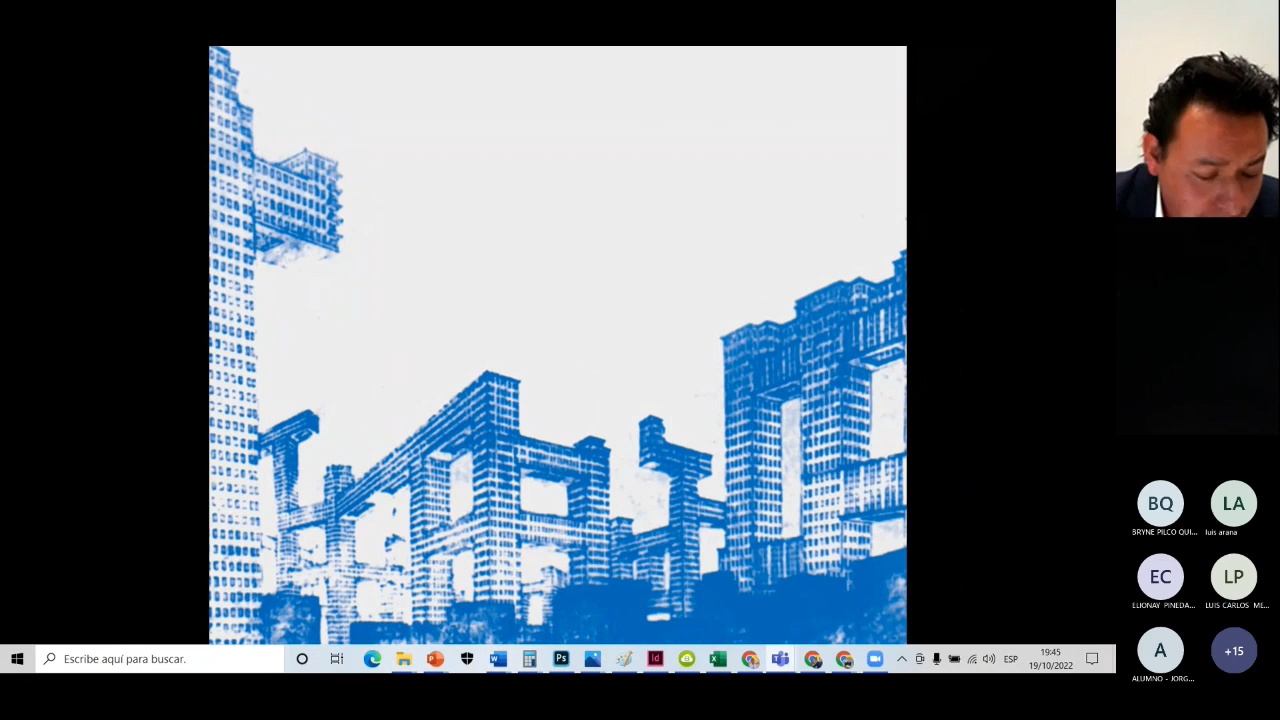 BQ
LA
BRYNE PILCO QUI...
luis arana
EC
LP
ELIONAY PINEDA...
LUIS CARLOS ME...
A
+15
ALUMNO - JORG...
Escribe aquí para buscar.
ESP
19:45
19/10/2022